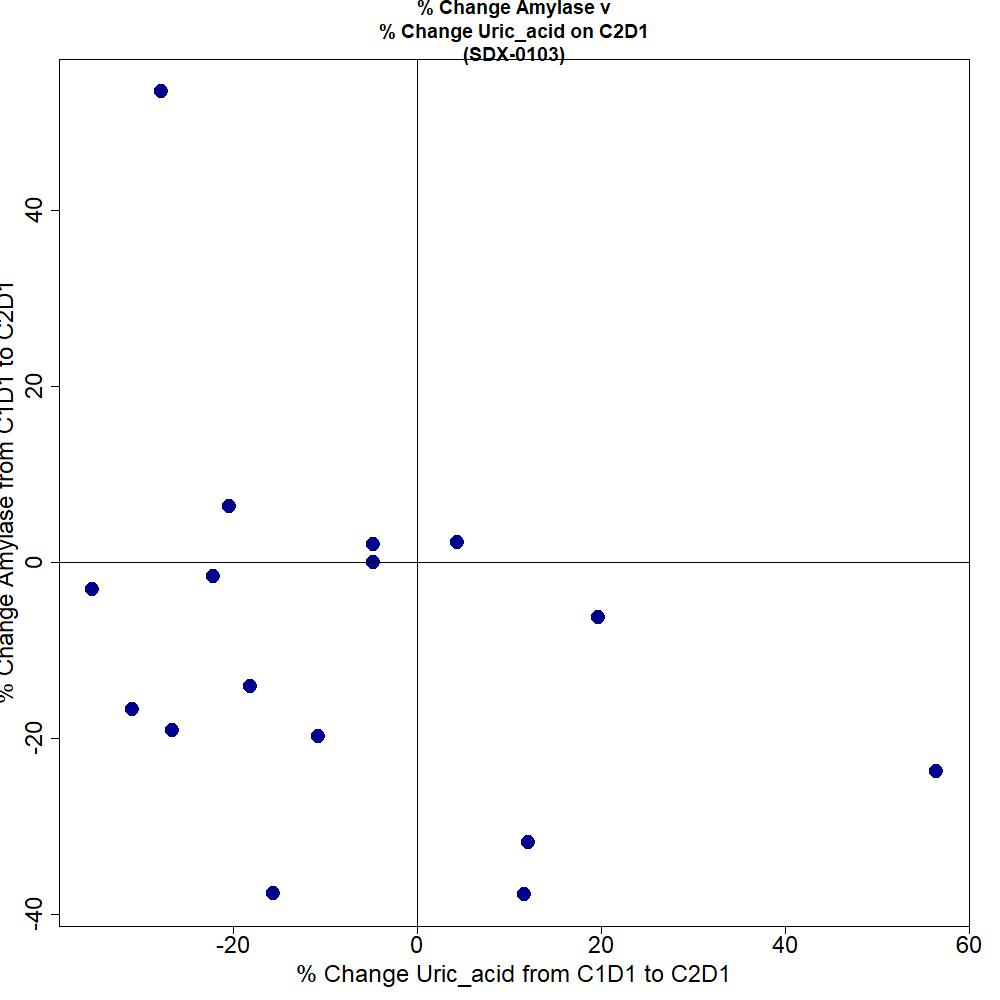 % Change Amylase v
% Change Uric_acid on C2D1
(SDX-0103)
% Change Amylase from C1D1 to C2D1
40
20
0
-20
-40
-20
0
20
40
60
% Change Uric_acid from C1D1 to C2D1